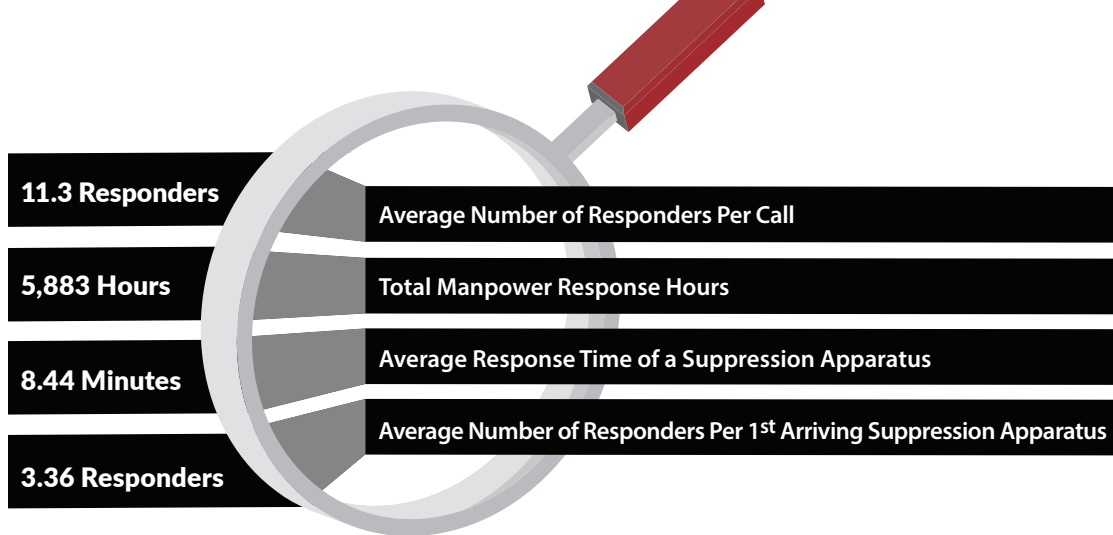 11.3 Responders
Average Number of Responders Per Call
5,883 Hours
Total Manpower Response Hours
8.44 Minutes
Average Response Time of a Suppression Apparatus
3.36 Responders
Average Number of Responders Per 1st Arriving Suppression Apparatus